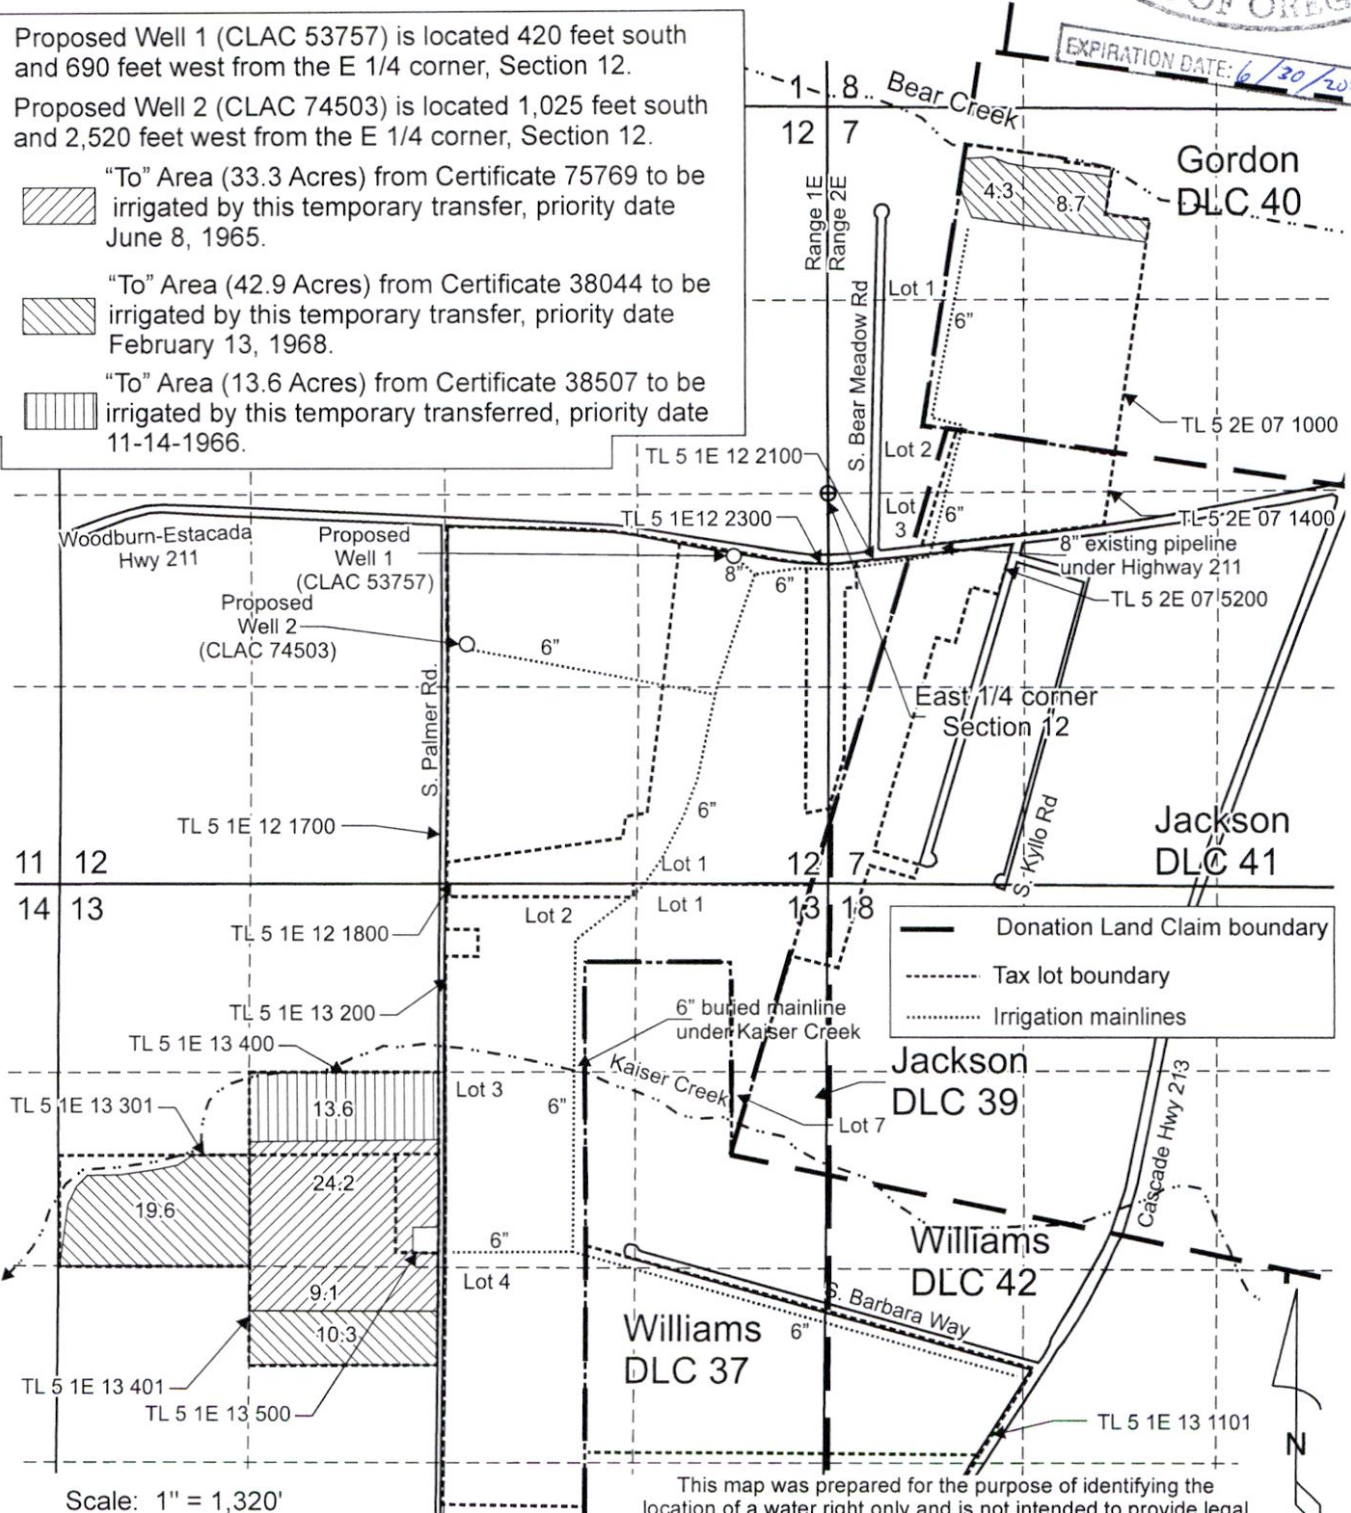 OF OREG
EXPIRATION DATE: 6/30/20
Proposed Well 1 (CLAC 53757) is located 420 feet south
and 690 feet west from the E 1/4 corner, Section 12.
Proposed Well 2 (CLAC 74503) is located 1,025 feet south
and 2,520 feet west from the E 1/4 corner, Section 12.
“To” Area (33.3 Acres) from Certificate 75769 to be
irrigated by this temporary transfer, priority date
June 8, 1965.
“To” Area (42.9 Acres) from Certificate 38044 to be
irrigated by this temporary transfer, priority date
February 13, 1968.
“To” Area (13.6 Acres) from Certificate 38507 to be
irrigated by this temporary transferred, priority date
11-14-1966.
1 8
12 7
Bear Creek
Gordon
DLC 40
4.3
8.7
Range 1E
Range 2E
S. Bear Meadow Rd
Lot 1
6”
TL 5 2E 07 1000
Lot 2
TL 5 1E 12 2100
Lot
3
6”
TL 5 1E12 2300
TL 5 2E 07 1400
Woodburn-Estacada
Hwy 211
Proposed
Well 1
(CLAC 53757)
8”
6”
8” existing pipeline
under Highway 211
TL 5 2E 07 5200
Proposed
Well 2
(CLAC 74503)
6”
S. Palmer Rd.
East 1/4 corner
Section 12
6”
TL 5 1E 12 1700
S. Kyllo Rd
Jackson
DLC 41
11 12
14 13
Lot 1
12 7
13 18
Lot 2
Lot 1
TL 5 1E 12 1800
Donation Land Claim boundary
Tax lot boundary
Irrigation mainlines
TL 5 1E 13 200
6” buried mainline
under Kaiser Creek
TL 5 1E 13 400
Kaiser Creek
Jackson
DLC 39
Cascade Hwy 213
Lot 3
6”
TL 5 1E 13 301
13.6
Lot 7
24.2
19.6
6”
Williams
DLC 42
Lot 4
9.1
S. Barbara Way
10.3
Williams
DLC 37
6”
TL 5 1E 13 401
TL 5 1E 13 500
TL 5 1E 13 1101
N
Scale: 1" = 1,320'
This map was prepared for the purpose of identifying the
location of a water right only and is not intended to provide legal